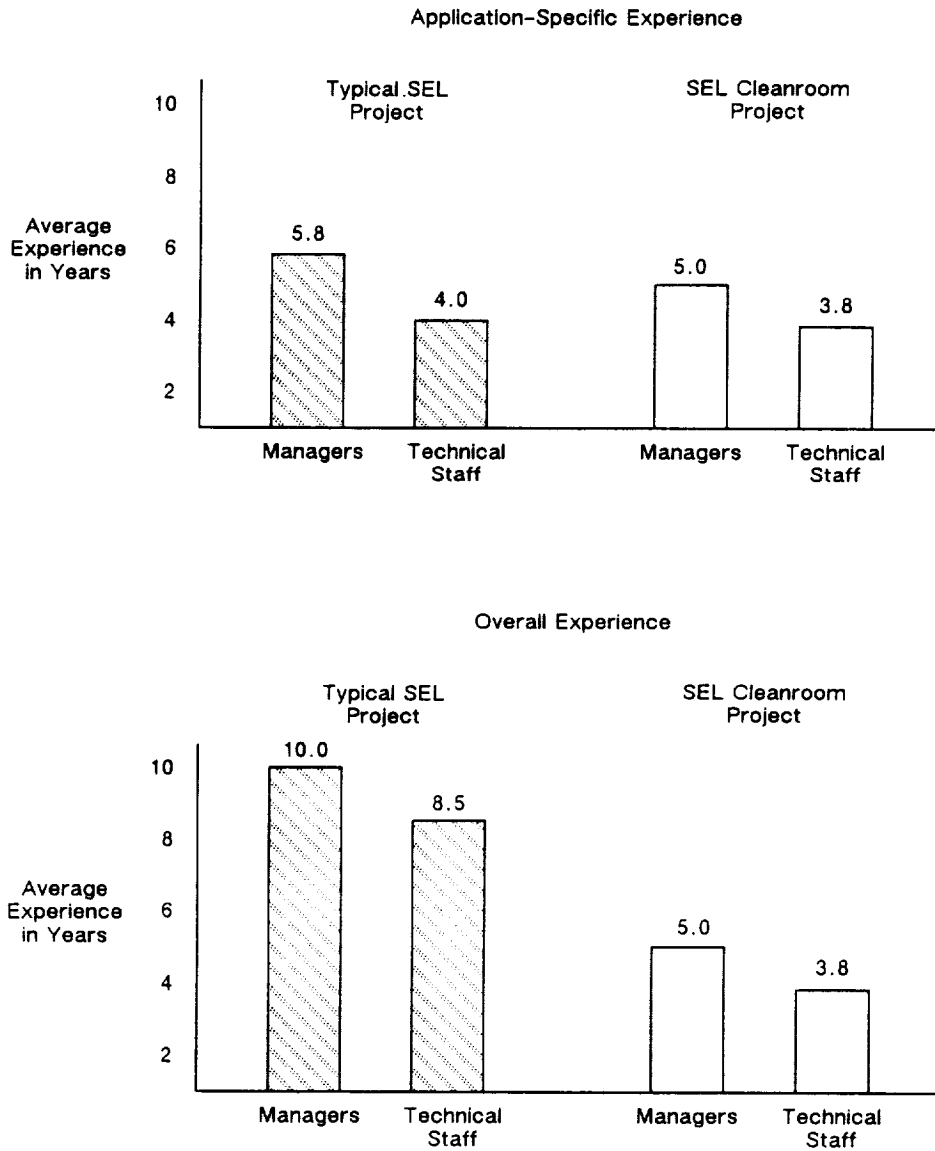 Application-Specific Experience
Typical.SEL
Project
SEL Cleanroom
Project
10
8
6
4
2
Average
Experience
in Years
5.8
4.0
5.0
3.8
Managers
Technical
Staff
Managers
Technical
Staff
Overall Experience
Typical SEL
Project
SEL Cleanroom
Project
10
8
6
4
2
Average
Experience
in Years
10.0
8.5
5.0
3.8
Managers
Technical
Staff
Managers
Technical
Staff